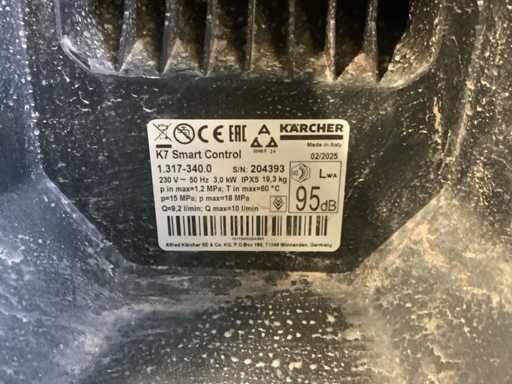 CE EAC KÄRCHER
Made in Italy
K7 Smart Control 02/2025
1.317-340.0 S/N: 204393
230 V ~ 50 Hz 3,0 kW IPX5 19,3 kg
p in max=1,2 MPa; T in max=60 °C
p=15 MPa; p max=18 MPa
Q=9,2 l/min; Q max=10 l/min
LWA
95dB
Alfred Kärcher SE & Co. KG, P.O.Box 160, 71349 Winnenden, Germany